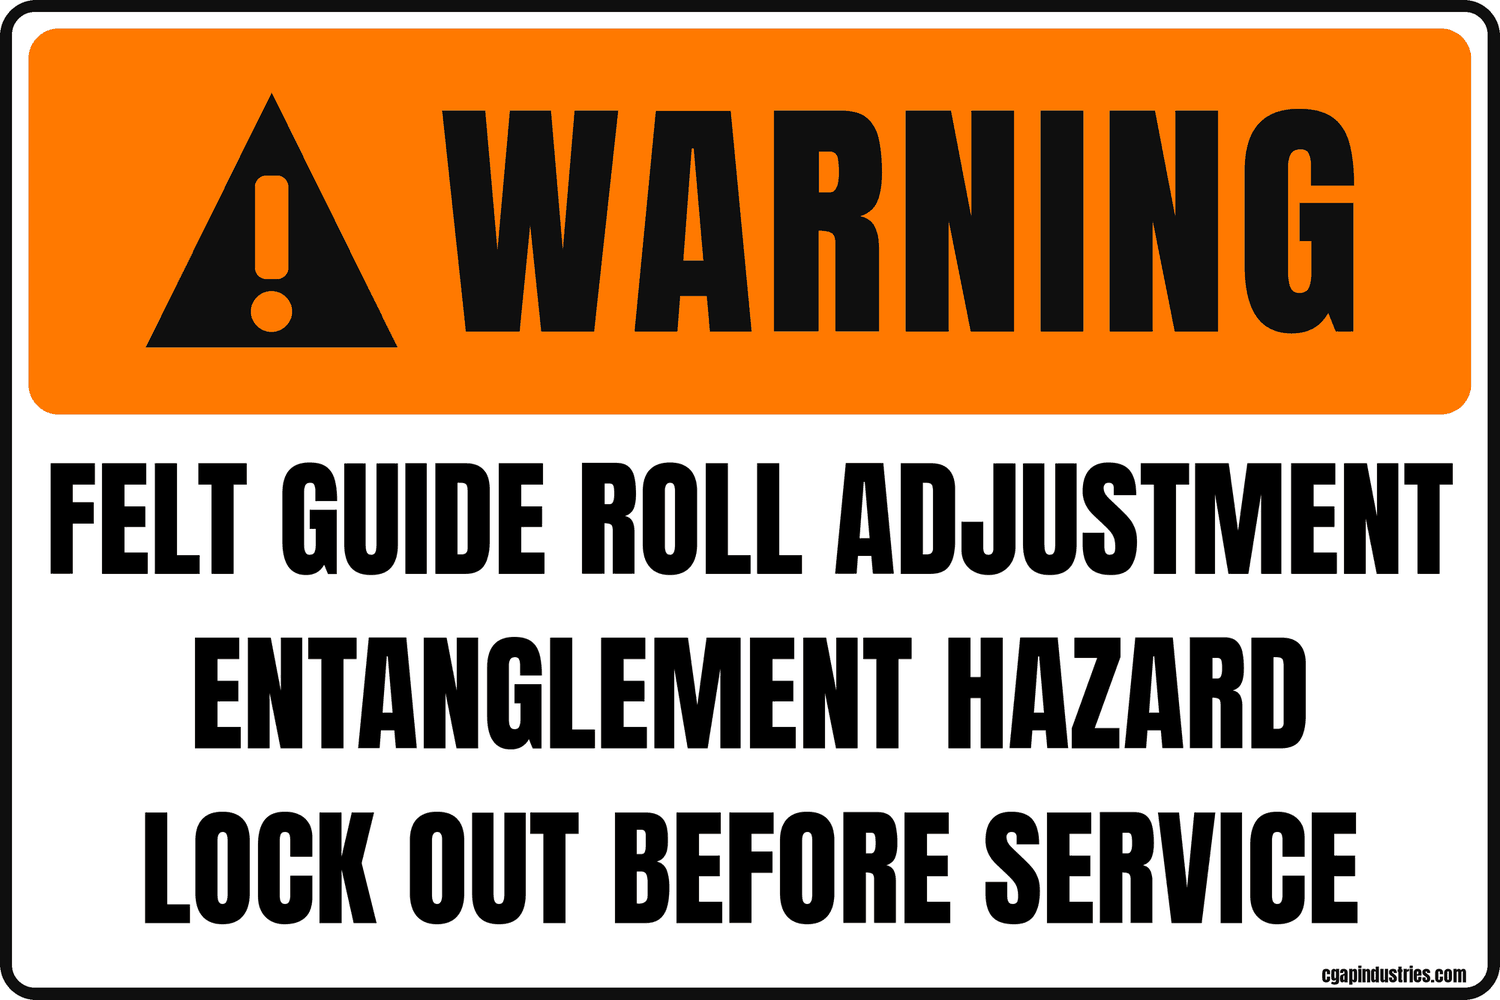 WARNING
FELT GUIDE ROLL ADJUSTMENT
ENTANGLEMENT HAZARD
LOCK OUT BEFORE SERVICE
cgapindustries.com